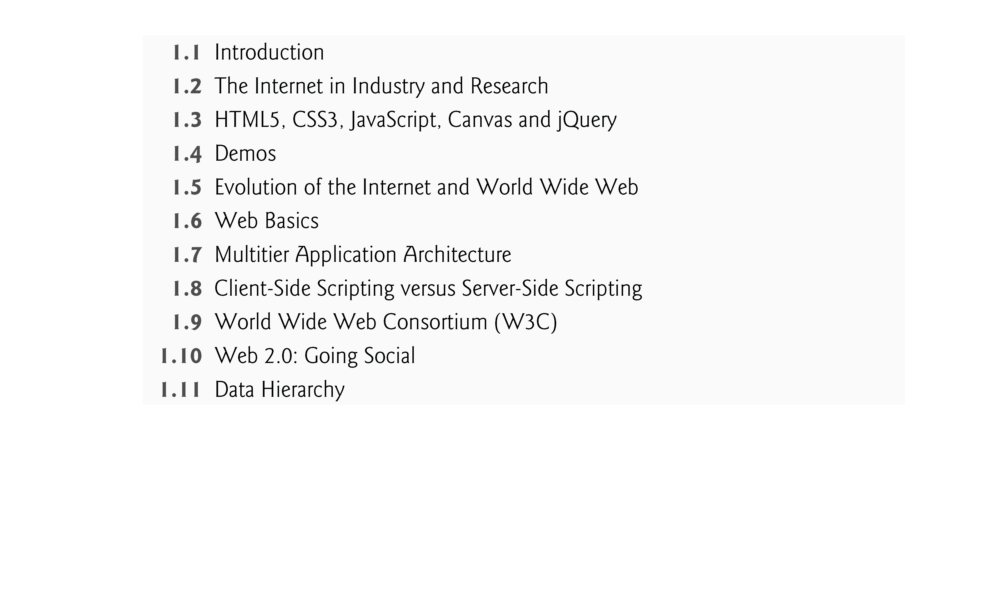 1.1 Introduction
1.2 The Internet in Industry and Research
1.3 HTML5, CSS3, JavaScript, Canvas and jQuery
1.4 Demos
1.5 Evolution of the Internet and World Wide Web
1.6 Web Basics
1.7 Multitier Application Architecture
1.8 Client-Side Scripting versus Server-Side Scripting
1.9 World Wide Web Consortium (W3C)
1.10 Web 2.0: Going Social
1.11 Data Hierarchy